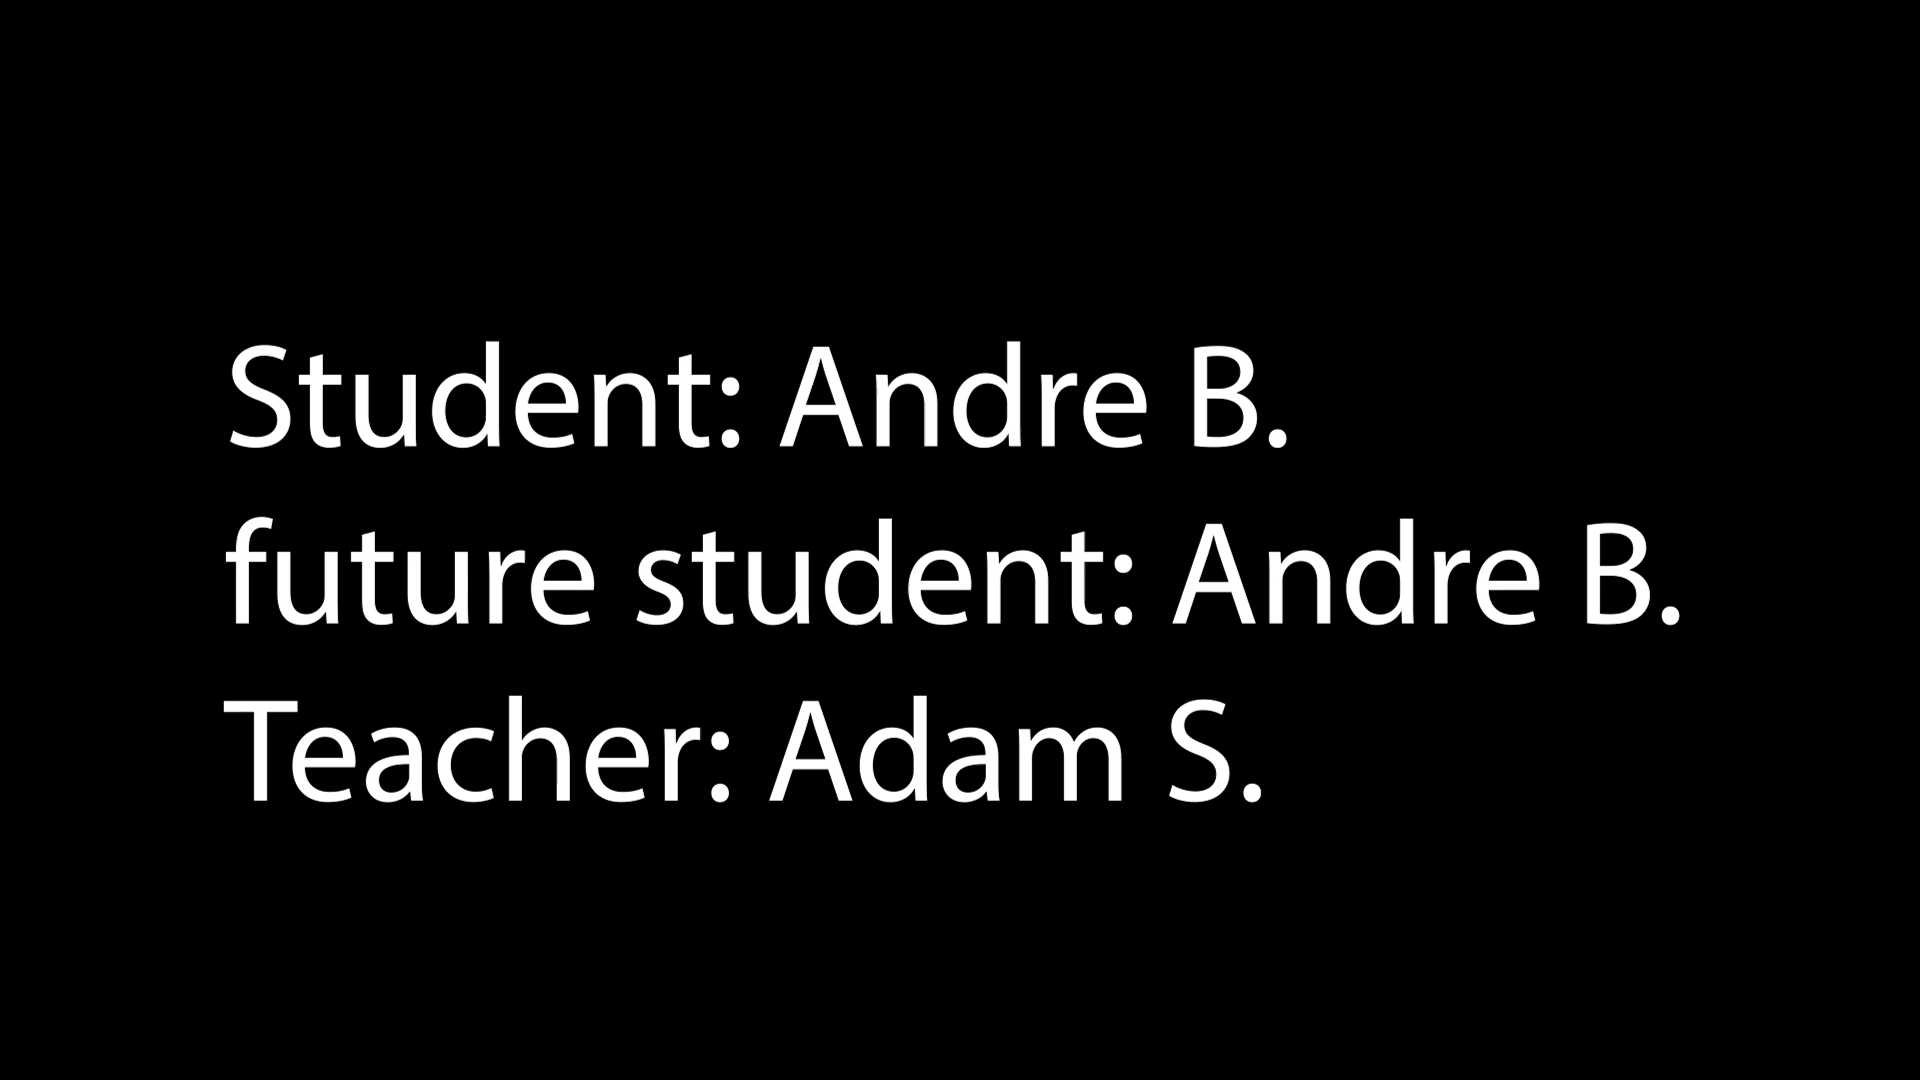 Student: Andre B.
future student: Andre B.
Teacher: Adam S.